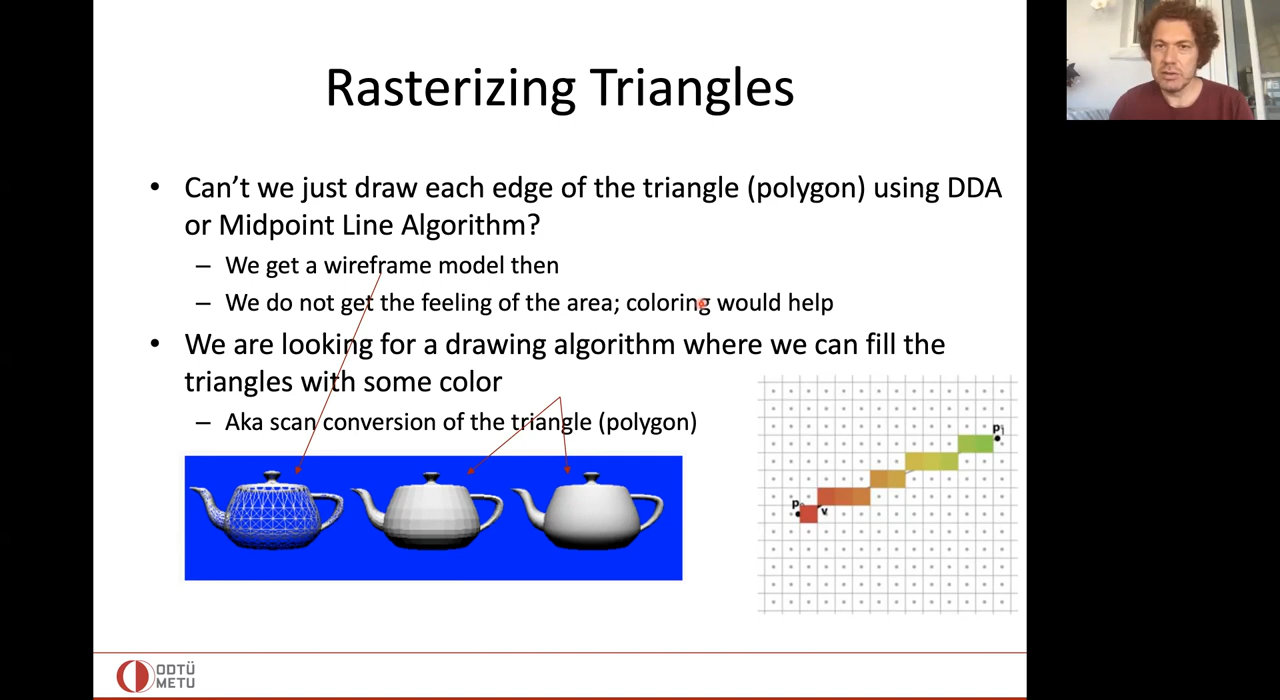 Rasterizing Triangles
• Can’t we just draw each edge of the triangle (polygon) using DDA
or Midpoint Line Algorithm?
– We get a wireframe model then
– We do not get the feeling of the area; coloring would help
• We are looking for a drawing algorithm where we can fill the
triangles with some color
– Aka scan conversion of the triangle (polygon)
p1
p0
v
ODTÜ
METU